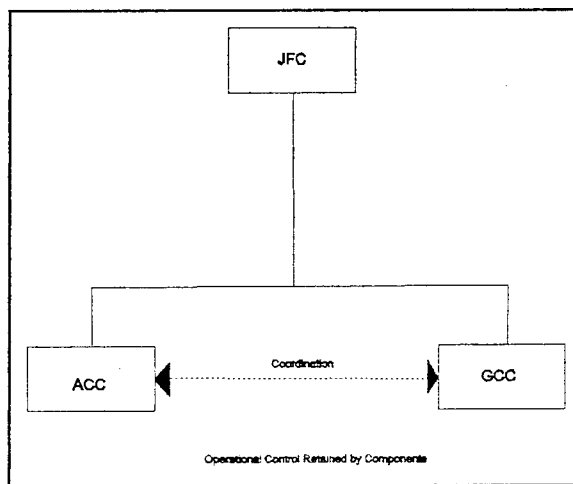 JFC
Coordination
ACC
GCC
Operational Control Retained by Components